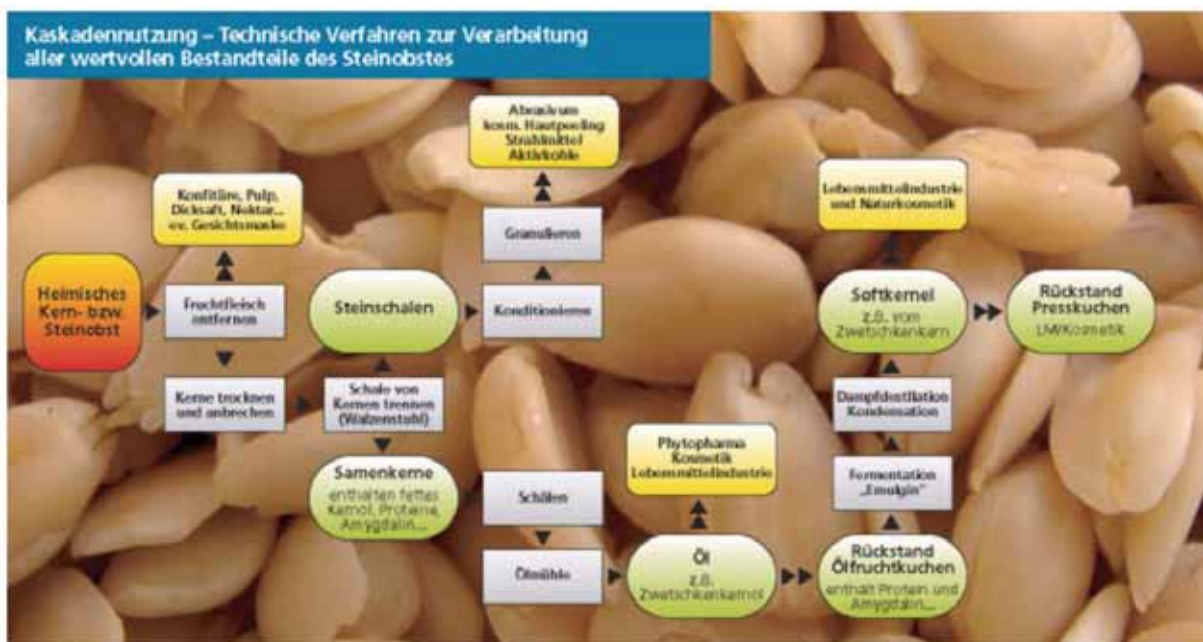 Kaskadennutzung – Technische Verfahren zur Verarbeitung
aller wertvollen Bestandteile des Steinobstes
Abrasivum
kosm. Hautpeeling
Strahlmittel
Aktivkohle
Konfitüre, Pulp,
Dicksaft, Nektar...
ev. Gesichtsmaske
Lebensmittelindustrie
und Naturkosmetik
Granulieren
Heimisches
Kern- bzw.
Steinobst
Fruchtfleisch
entfernen
Steinschalen
Konditionieren
Softkernel
z.B. vom
Zwetschkenkern
Rückstand
Presskuchen
LM/Kosmetik
Kerne trocknen
und anbrechen
Schale von
Kernen trennen
(Walzenstuhl)
Dampfdestillation
Kondensation
Samenkerne
enthalten fettes
Kernöl, Proteine,
Amygdalin...
Schälen
Phytopharma
Kosmetik
Lebensmittelindustrie
Fermentation
„Emulgin“
Ölmühle
Öl
z.B.
Zwetschkenkernöl
Rückstand
Ölfruchtkuchen
enthält Protein und
Amygdalin...